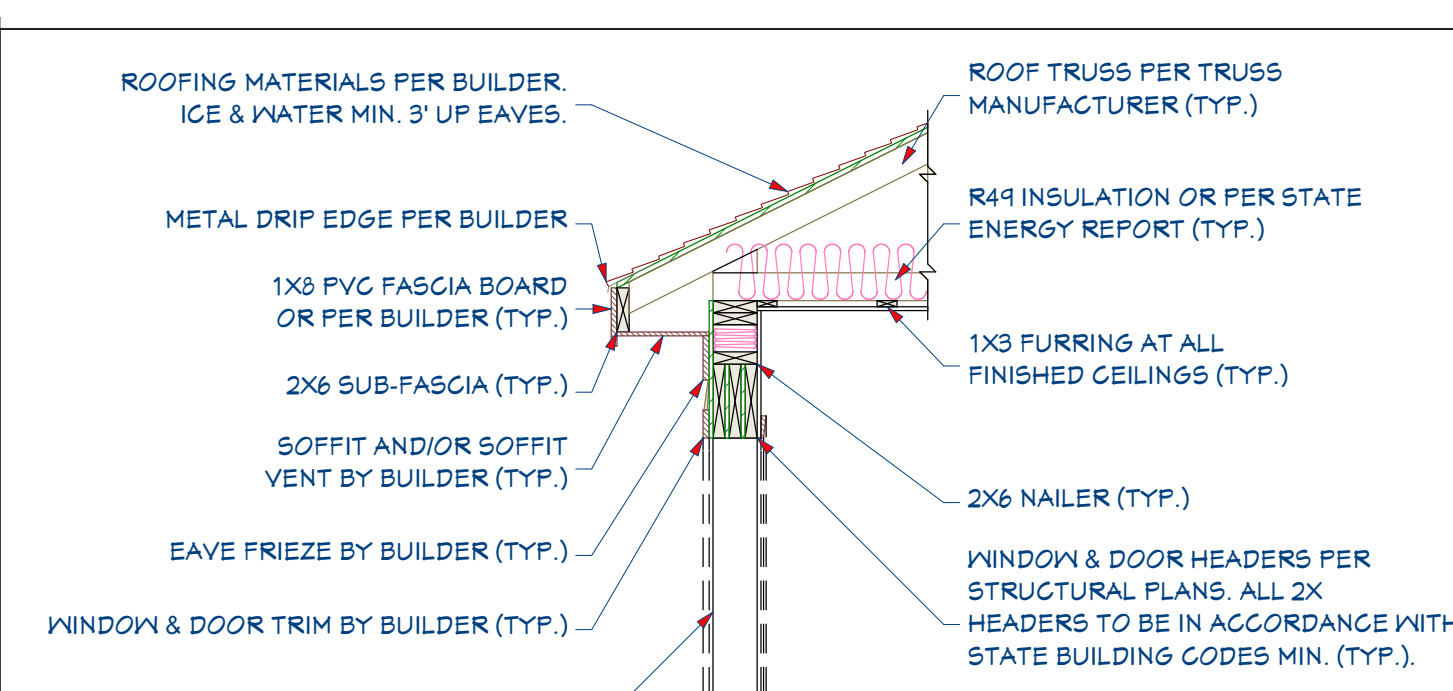 ROOFING MATERIALS PER BUILDER.
ICE & WATER MIN. 3' UP EAVES.
METAL DRIP EDGE PER BUILDER
1X8 PVC FASCIA BOARD
OR PER BUILDER (TYP.)
2X6 SUB-FASCIA (TYP.)
SOFFIT AND/OR SOFFIT
VENT BY BUILDER (TYP.)
EAVE FRIEZE BY BUILDER (TYP.)
WINDOW & DOOR TRIM BY BUILDER (TYP.)
ROOF TRUSS PER TRUSS
MANUFACTURER (TYP.)
R49 INSULATION OR PER STATE
ENERGY REPORT (TYP.)
1X3 FURRING AT ALL
FINISHED CEILINGS (TYP.)
2X6 NAILER (TYP.)
WINDOW & DOOR HEADERS PER
STRUCTURAL PLANS. ALL 2X
HEADERS TO BE IN ACCORDANCE WITH
STATE BUILDING CODES MIN. (TYP.).